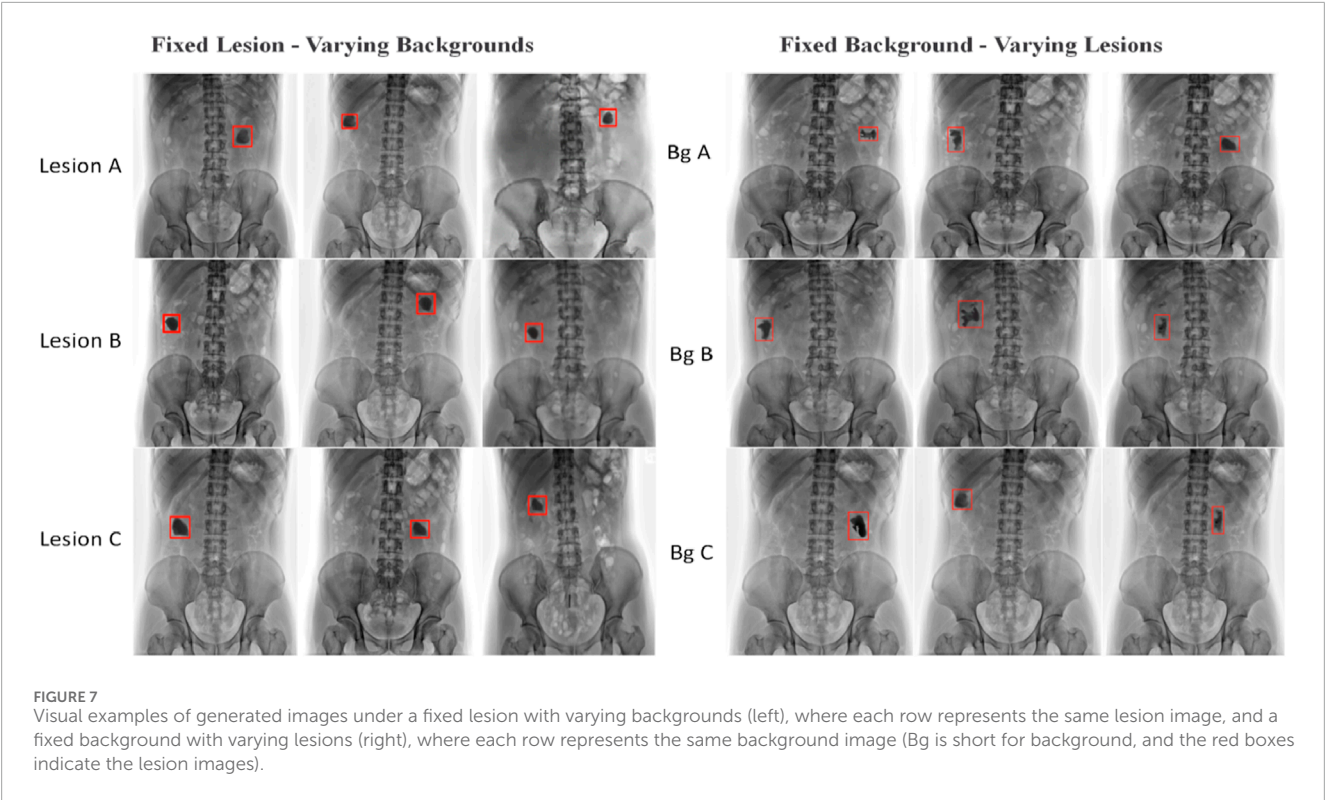 Fixed Lesion - Varying Backgrounds
Fixed Background - Varying Lesions
Lesion A
Lesion B
Lesion C
Bg A
Bg B
Bg C
FIGURE 7
Visual examples of generated images under a fixed lesion with varying backgrounds (left), where each row represents the same lesion image, and a
fixed background with varying lesions (right), where each row represents the same background image (Bg is short for background, and the red boxes
indicate the lesion images).